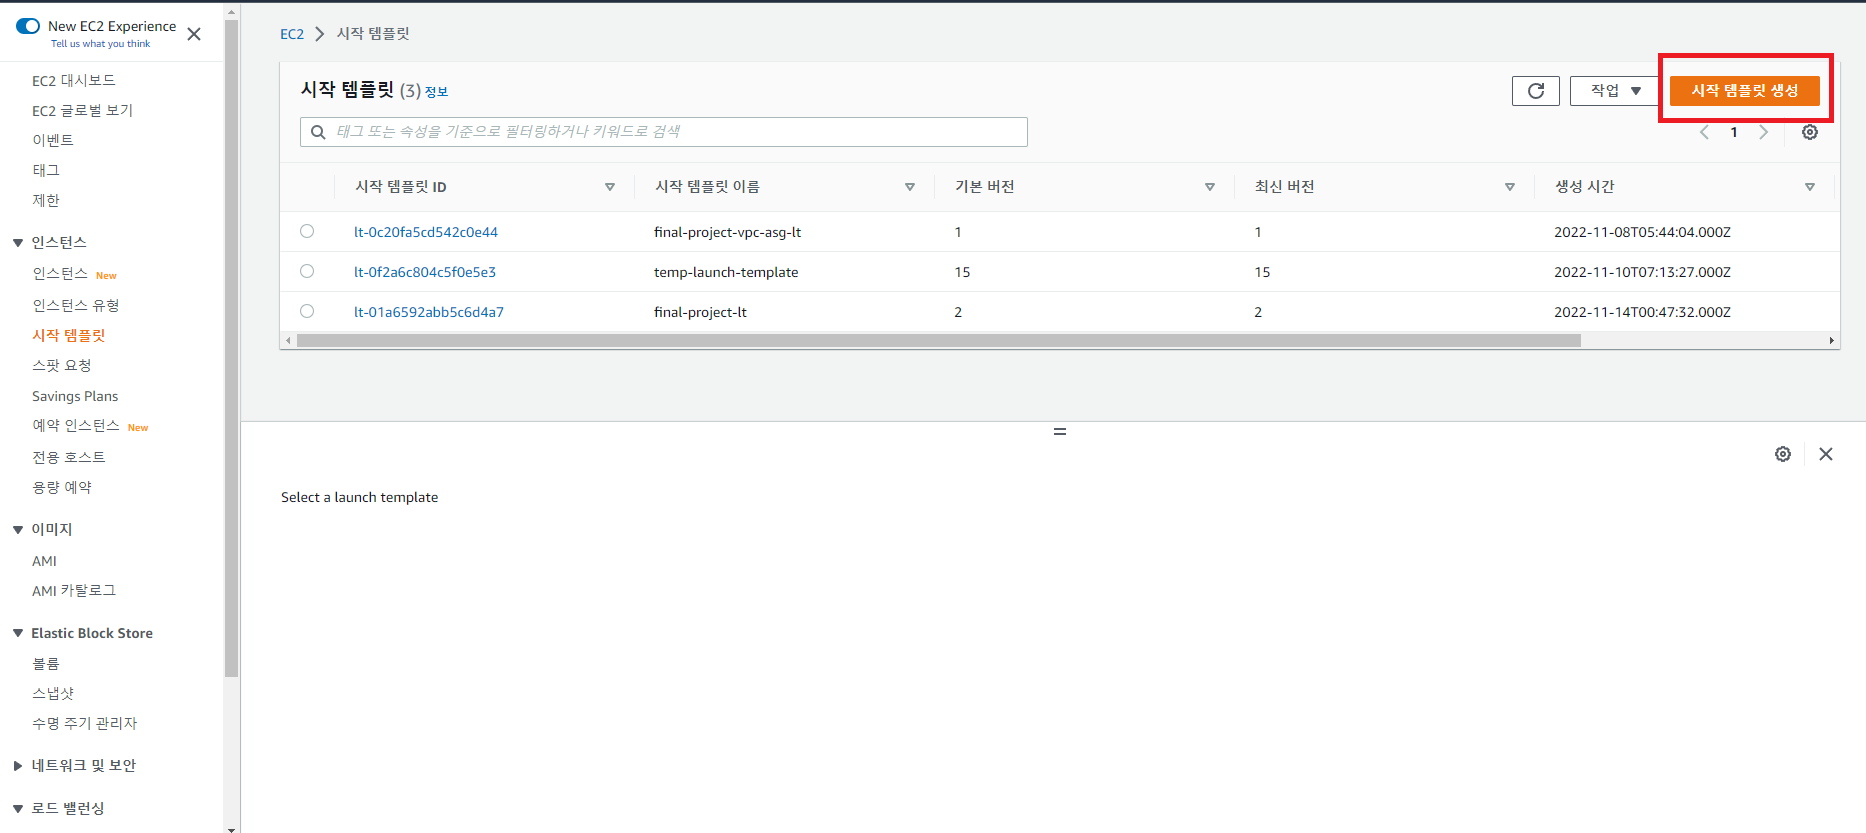 New EC2 Experience
Tell us what you think
EC2 대시보드
EC2 글로벌 보기
이벤트
태그
제한
인스턴스
인스턴스 New
인스턴스 유형
시작 템플릿
스팟 요청
Savings Plans
예약 인스턴스 New
전용 호스트
용량 예약
이미지
AMI
AMI 카탈로그
Elastic Block Store
볼륨
스냅샷
수명 주기 관리자
네트워크 및 보안
로드 밸런싱
EC2 시작 템플릿
시작 템플릿 (3) 정보
작업 시작 템플릿 생성
태그 또는 속성을 기준으로 필터링하거나 키워드로 검색
1
시작 템플릿 ID 시작 템플릿 이름 기본 버전 최신 버전 생성 시간
lt-0c20fa5cd542c0e44 final-project-vpc-asg-lt 1 1 2022-11-08T05:44:04.000Z
lt-0f2a6c804c5f0e5e3 temp-launch-template 15 15 2022-11-10T07:13:27.000Z
lt-01a6592abb5c6d4a7 final-project-lt 2 2 2022-11-14T00:47:32.000Z
Select a launch template